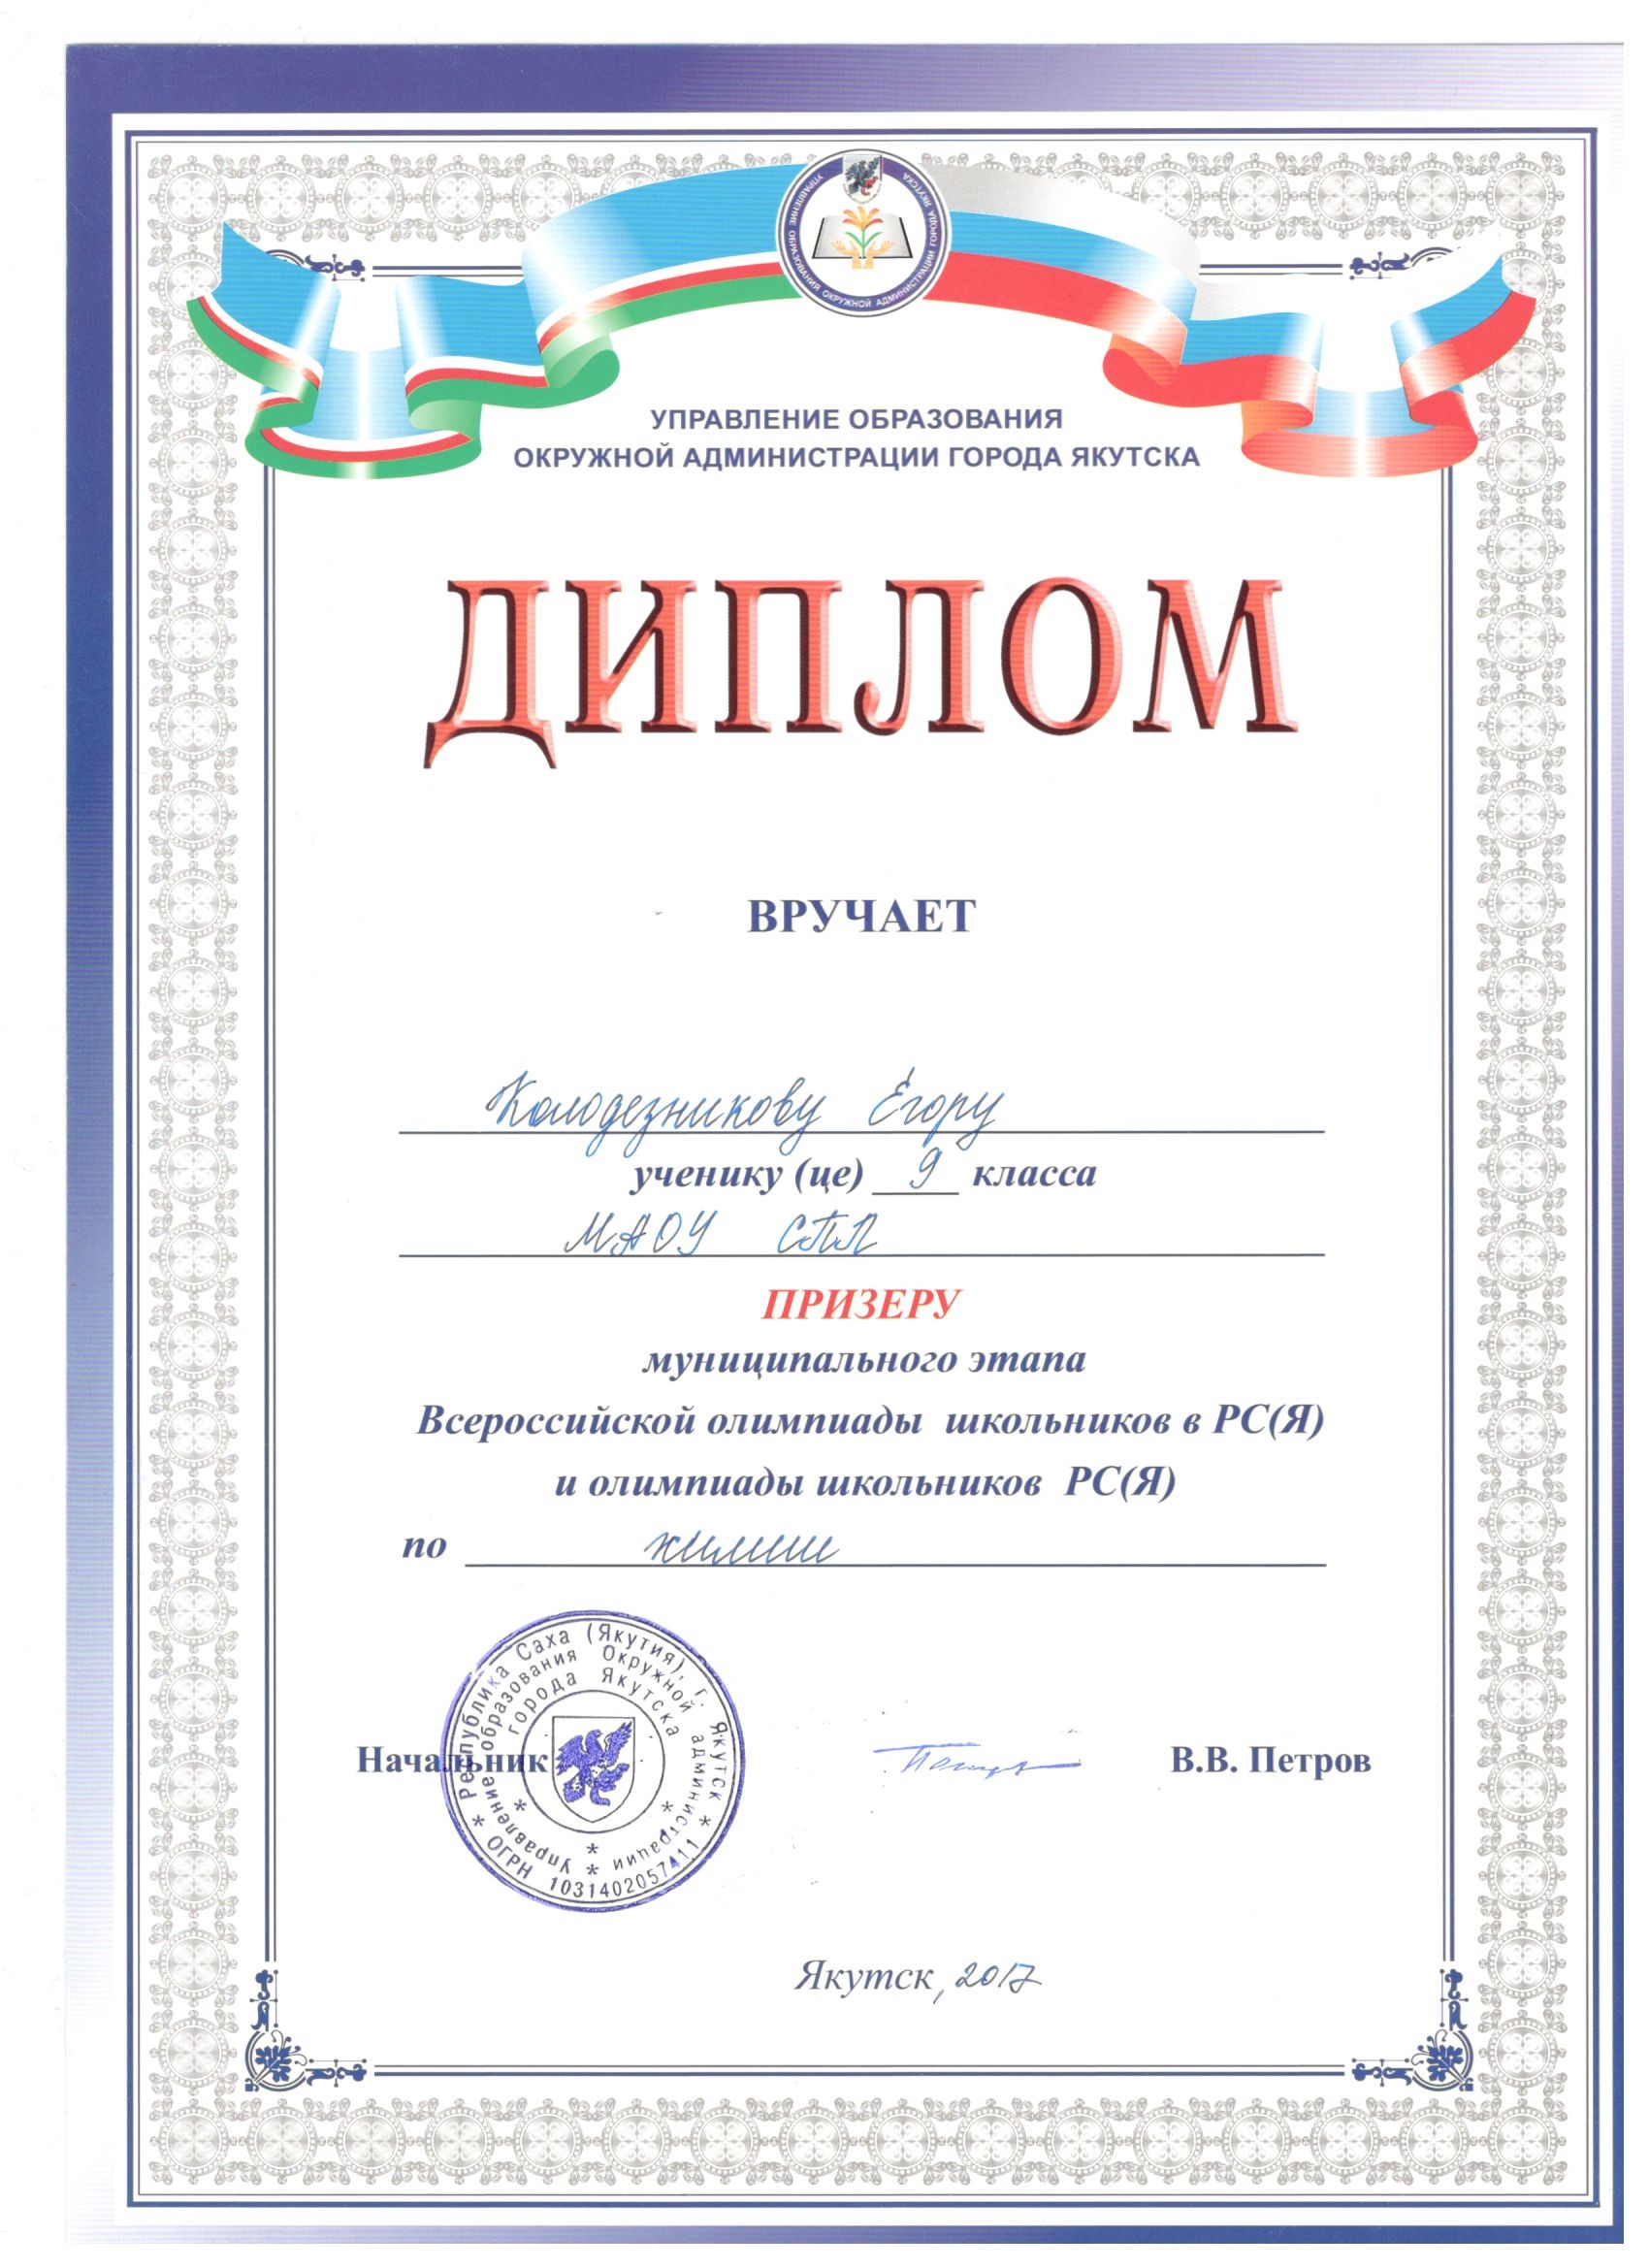 УПРАВЛЕНИЕ ОБРАЗОВАНИЯ ОКРУЖНОЙ АДМИНИСТРАЦИИ ГОРОДА ЯКУТСКА
УПРАВЛЕНИЕ ОБРАЗОВАНИЯ
ОКРУЖНОЙ АДМИНИСТРАЦИИ ГОРОДА ЯКУТСКА
ДИПЛОМ
ВРУЧАЕТ
Колодезникову Егору
ученику (це) 9 класса
МАОУ СПЛ
ПРИЗЕРУ
муниципального этапа
Всероссийской олимпиады школьников в РС(Я)
и олимпиады школьников РС(Я)
по химии
Начальник В.В. Петров
* Республика Саха (Якутия), г. Якутск *
ОГРН 1031402057411
* Управление образования Окружной администрации *
* города Якутска *
Якутск, 2017